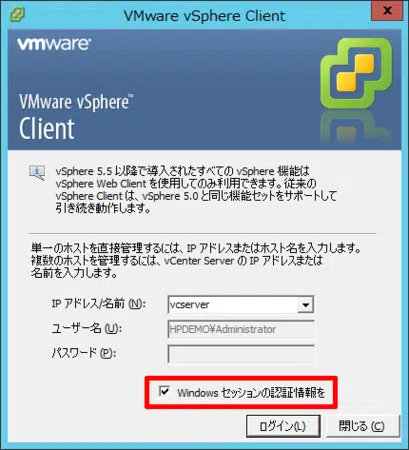 VMware vSphere Client
vmware
VMware vSphere™
Client
vSphere 5.5 以降で導入されたすべての vSphere 機能は
vSphere Web Client を使用してのみ利用できます。従来の
vSphere Client は、vSphere 5.0 と同じ機能セットをサポートして
引き続き動作します。
単一のホストを直接管理するには、IP アドレスまたはホスト名を入力します。
複数のホストを管理するには、vCenter Server の IP アドレスまたは
名前を入力します。
IP アドレス/名前 (N): vcserver
ユーザー名 (U): HPDEMO¥Administrator
パスワード (P):
Windows セッションの認証情報を
ログイン(L) 閉じる (C)